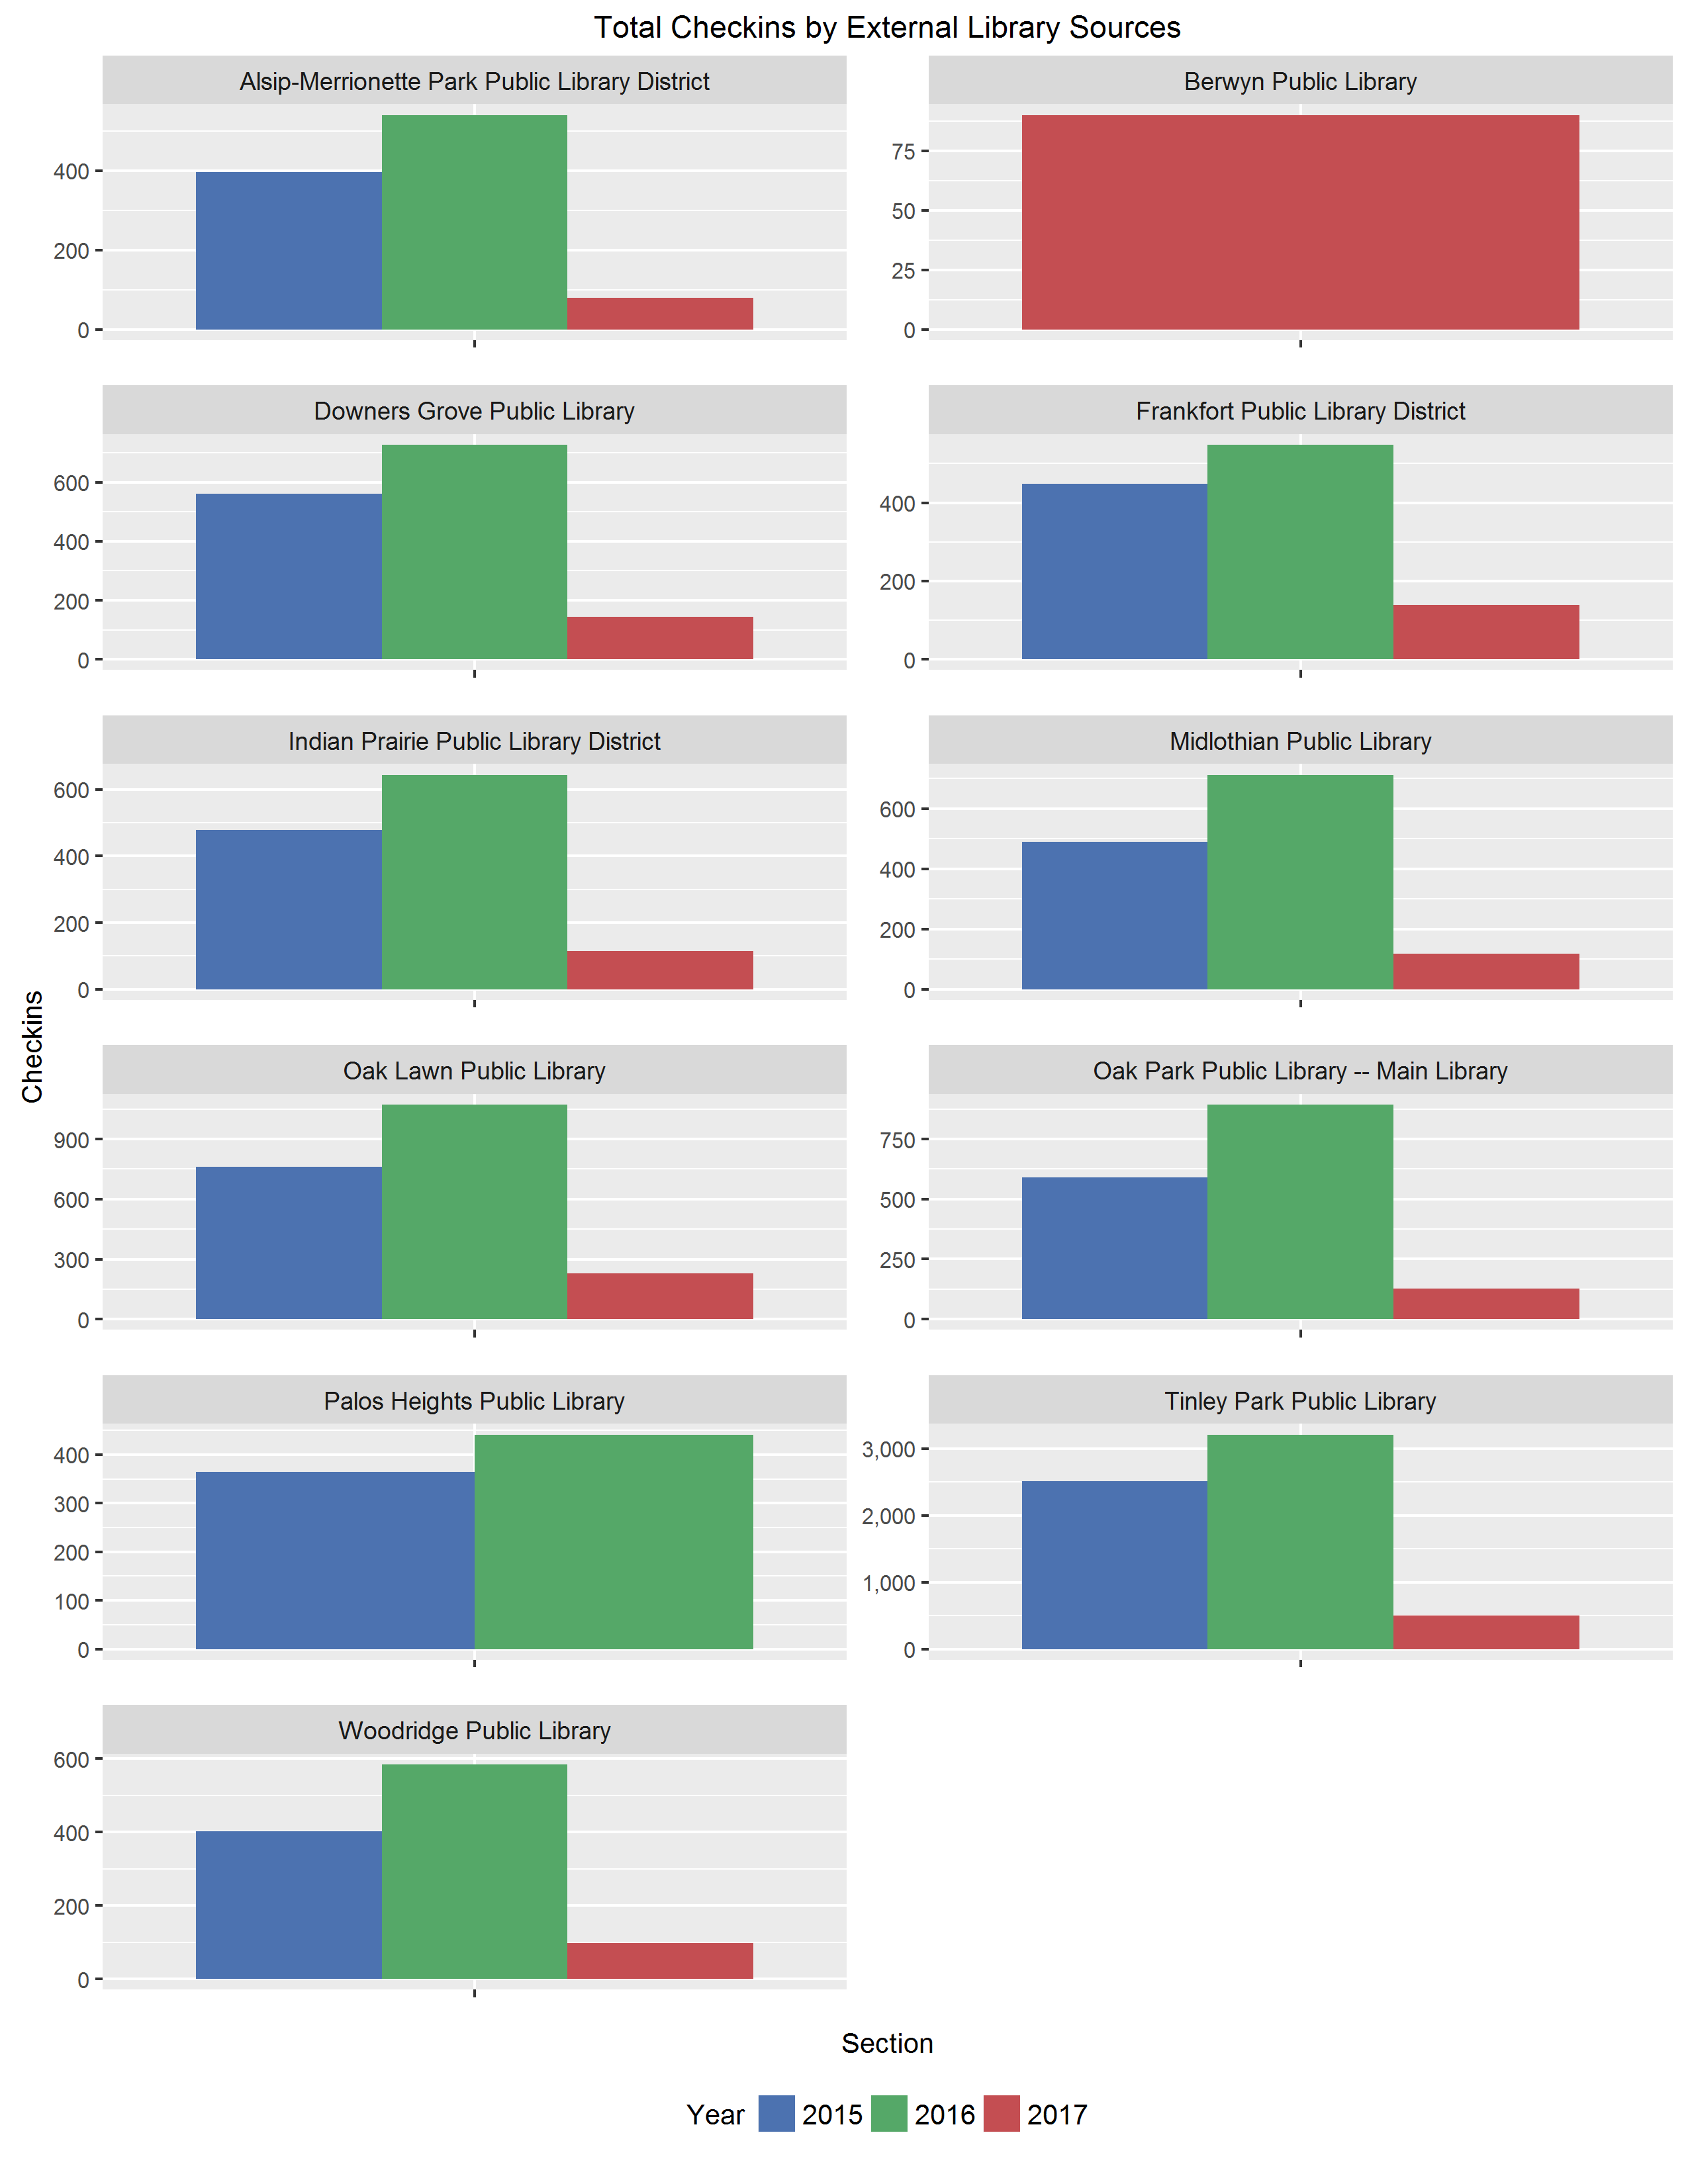 Total Checkins by External Library Sources
Alsip-Merrionette Park Public Library District
400
200
0
Berwyn Public Library
75
50
25
0
Downers Grove Public Library
600
400
200
0
Frankfort Public Library District
400
200
0
Indian Prairie Public Library District
600
400
200
0
Midlothian Public Library
600
400
200
0
Oak Lawn Public Library
900
600
300
0
Oak Park Public Library -- Main Library
750
500
250
0
Palos Heights Public Library
400
300
200
100
0
Tinley Park Public Library
3,000
2,000
1,000
0
Woodridge Public Library
600
400
200
0
Checkins
Section
Year 2015 2016 2017